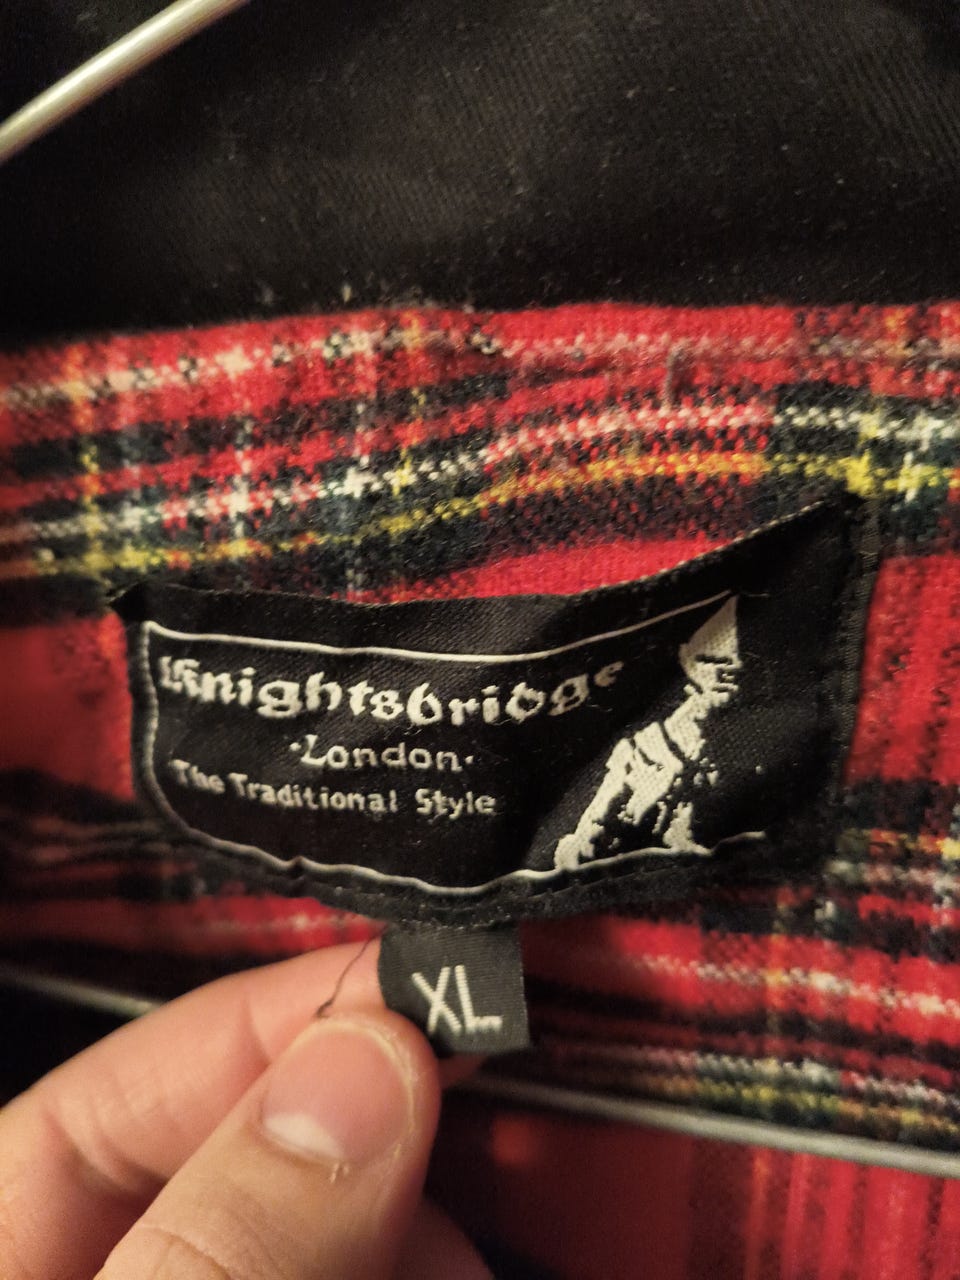 Knightsbridge
·London·
The Traditional Style
XL